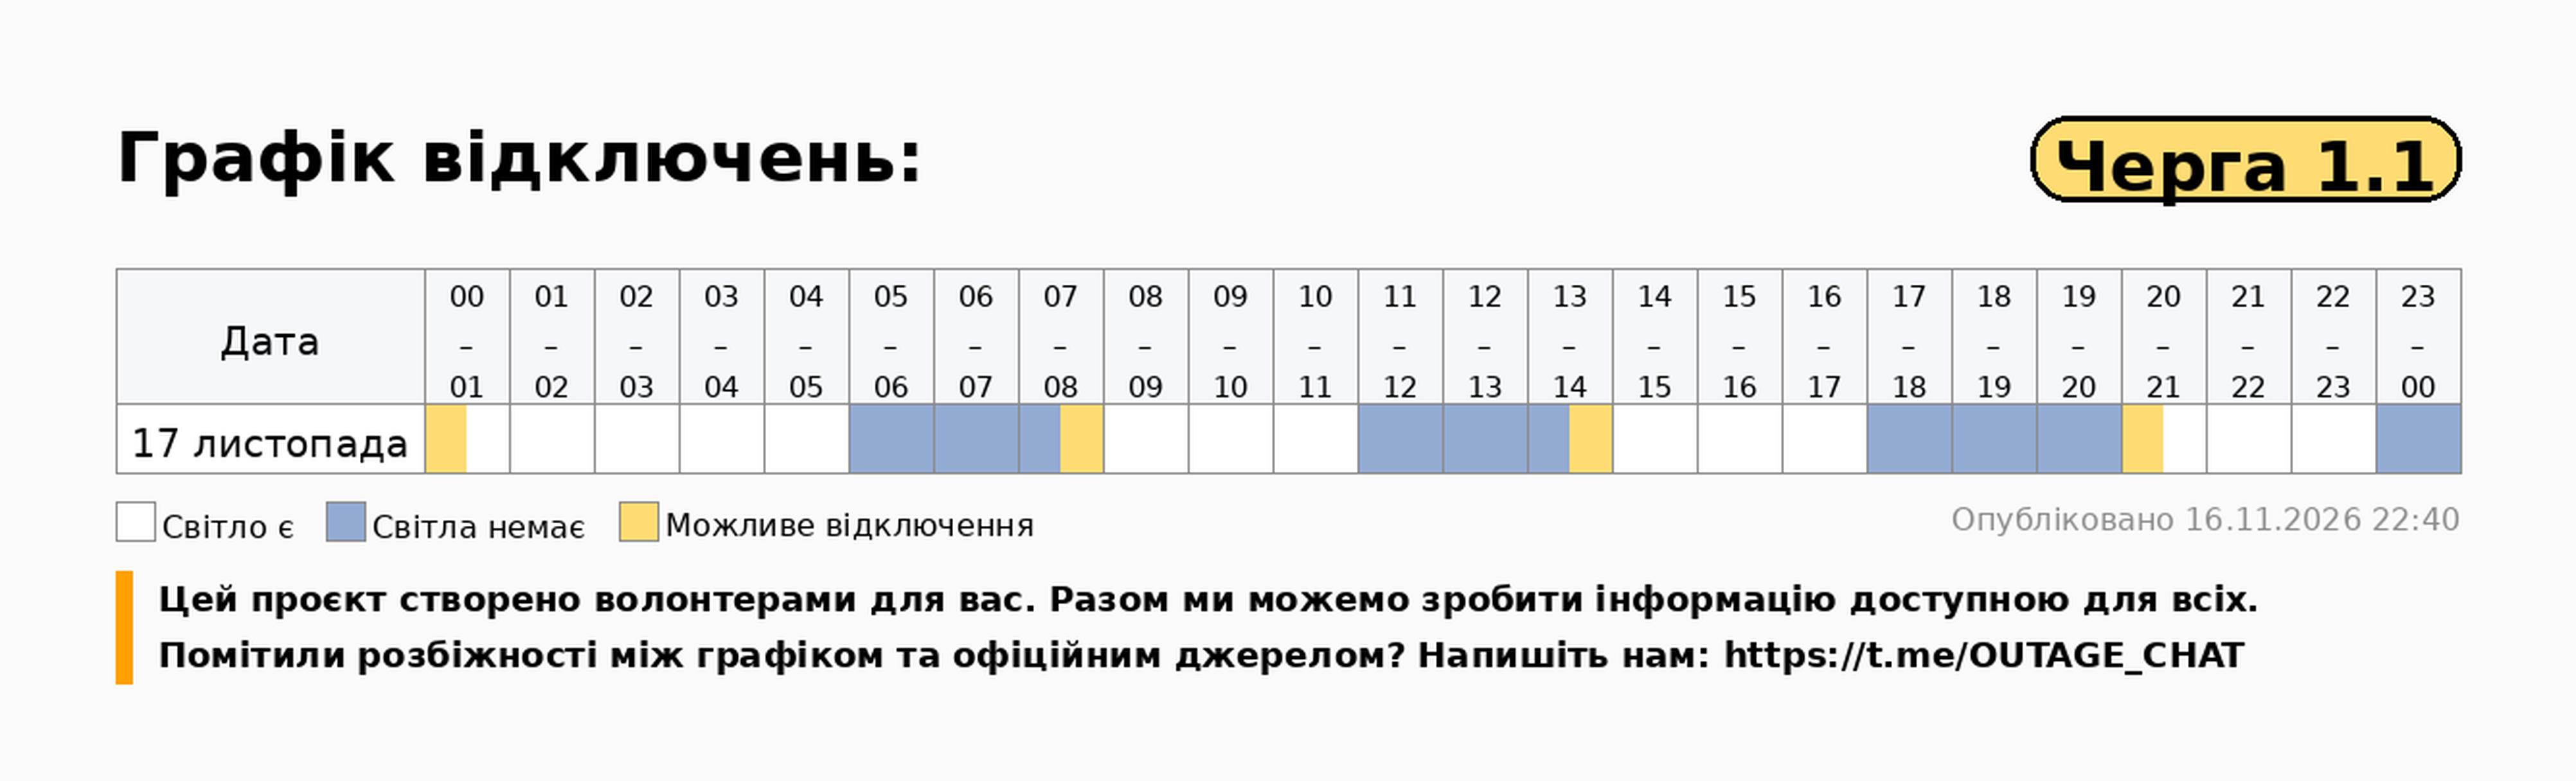 Графік відключень:
Черга 1.1
Дата 00 – 01 01 – 02 02 – 03 03 – 04 04 – 05 05 – 06 06 – 07 07 – 08 08 – 09 09 – 10 10 – 11 11 – 12 12 – 13 13 – 14 14 – 15 15 – 16 16 – 17 17 – 18 18 – 19 19 – 20 20 – 21 21 – 22 22 – 23 23 – 00
17 листопада
Світло є Світла немає Можливе відключення
Опубліковано 16.11.2026 22:40
Цей проєкт створено волонтерами для вас. Разом ми можемо зробити інформацію доступною для всіх.
Помітили розбіжності між графіком та офіційним джерелом? Напишіть нам: https://t.me/OUTAGE_CHAT